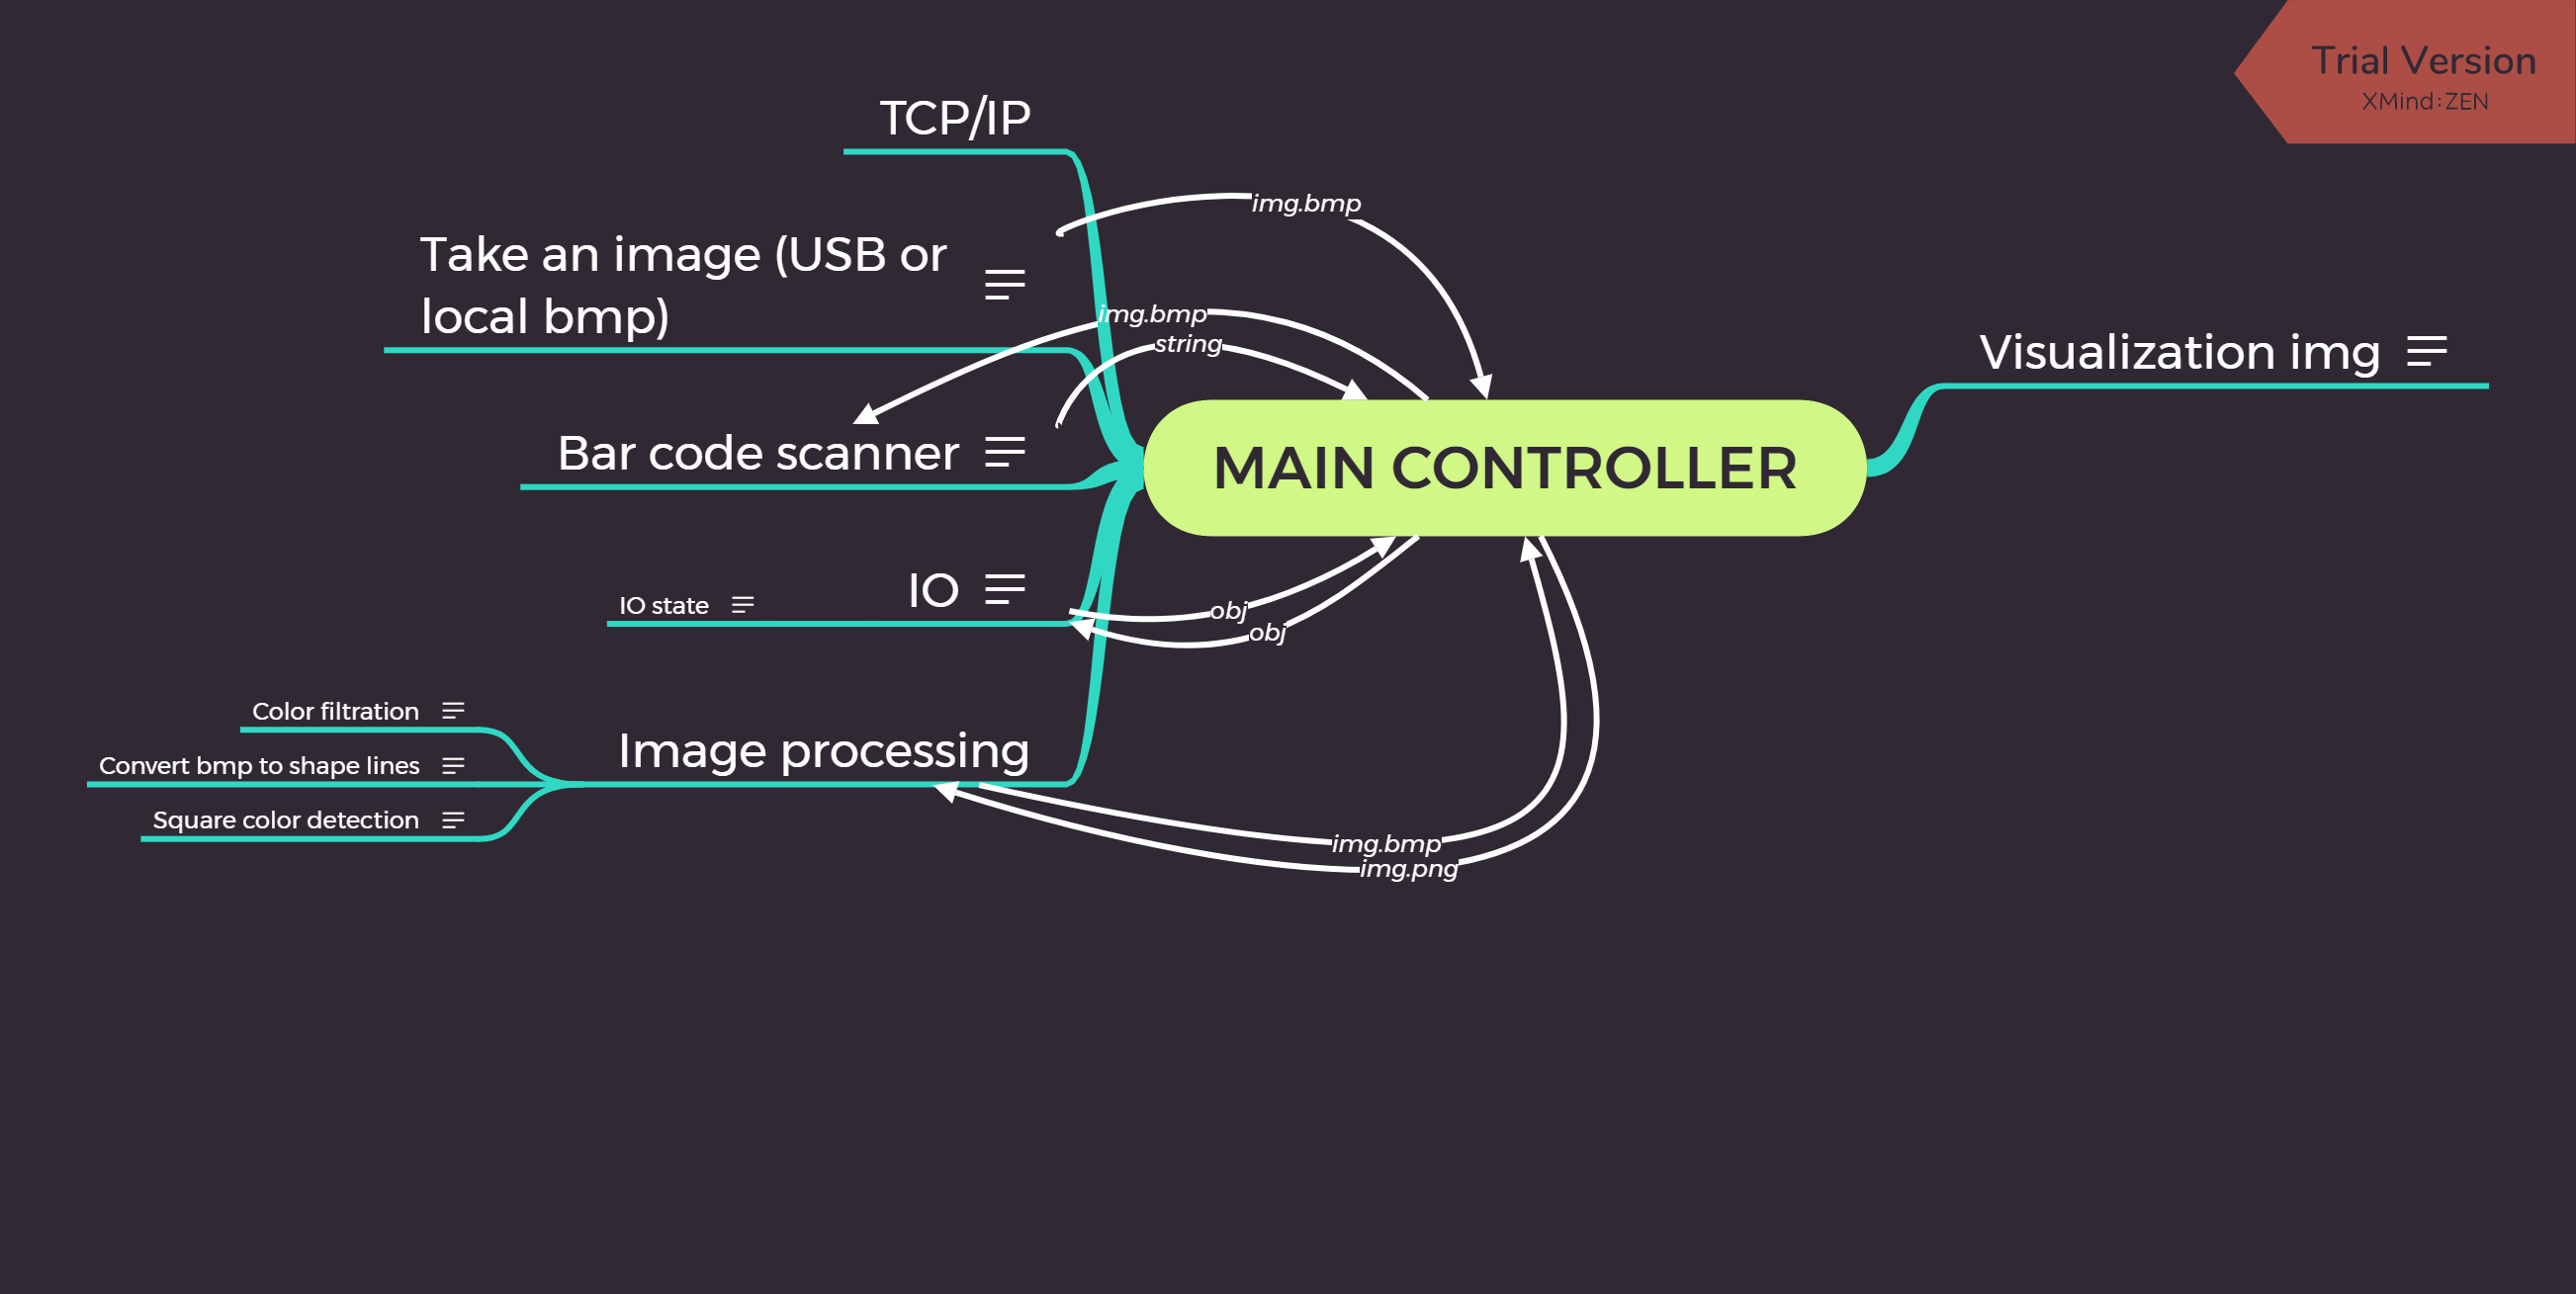 Trial Version
XMind:ZEN
TCP/IP
img.bmp
Take an image (USB or
local bmp)
img.bmp
string
Visualization img
Bar code scanner
MAIN CONTROLLER
IO
IO state
obj
obj
Color filtration
Image processing
Convert bmp to shape lines
Square color detection
img.bmp
img.png